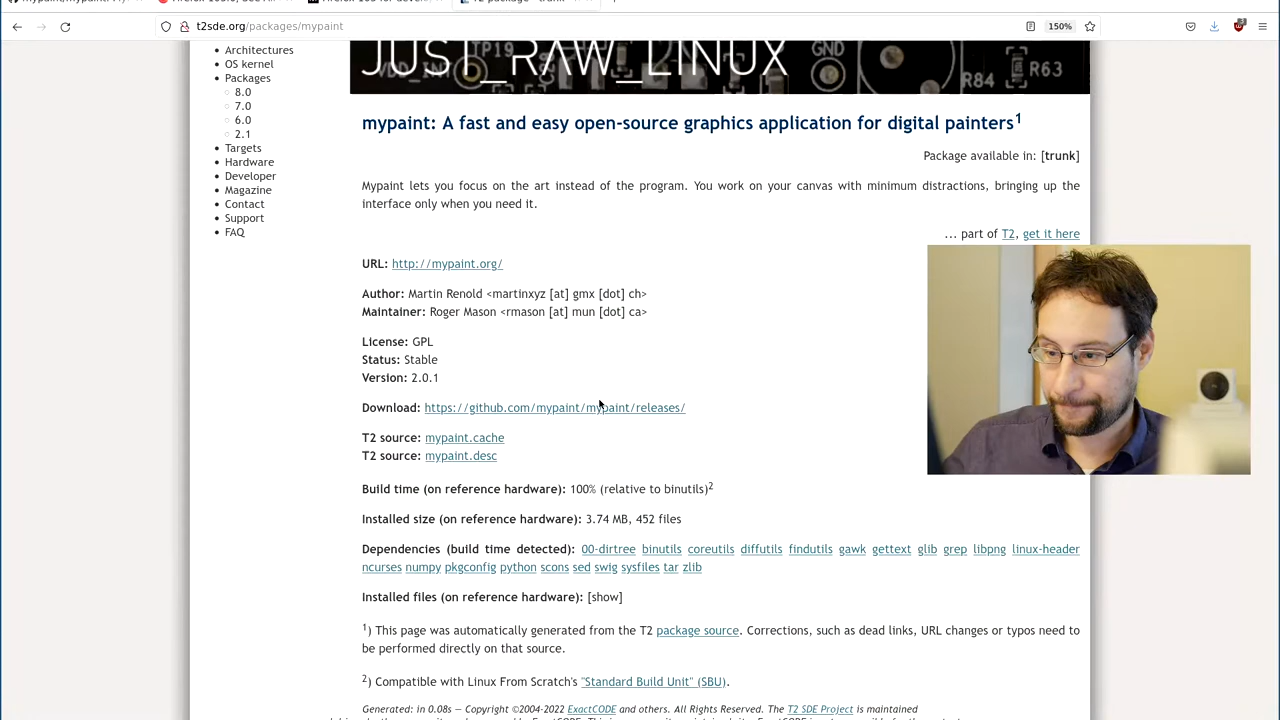 t2sde.org/packages/mypaint
150%
Architectures
OS kernel
Packages
8.0
7.0
6.0
2.1
Targets
Hardware
Developer
Magazine
Contact
Support
FAQ
JUST_RAW_LINUX
TP19
VDD_INT
GND
R84
R63
mypaint: A fast and easy open-source graphics application for digital painters1
Package available in: [trunk]
Mypaint lets you focus on the art instead of the program. You work on your canvas with minimum distractions, bringing up the
interface only when you need it.
... part of T2, get it here
URL: http://mypaint.org/
Author: Martin Renold <martinxyz [at] gmx [dot] ch>
Maintainer: Roger Mason <rmason [at] mun [dot] ca>
License: GPL
Status: Stable
Version: 2.0.1
Download: https://github.com/mypaint/mypaint/releases/
T2 source: mypaint.cache
T2 source: mypaint.desc
Build time (on reference hardware): 100% (relative to binutils)2
Installed size (on reference hardware): 3.74 MB, 452 files
Dependencies (build time detected): 00-dirtree binutils coreutils diffutils findutils gawk gettext glib grep libpng linux-header
ncurses numpy pkgconfig python scons sed swig sysfiles tar zlib
Installed files (on reference hardware): [show]
1) This page was automatically generated from the T2 package source. Corrections, such as dead links, URL changes or typos need to
be performed directly on that source.
2) Compatible with Linux From Scratch's "Standard Build Unit" (SBU).
Generated: in 0.08s — Copyright ©2004-2022 ExactCODE and others. All Rights Reserved. The T2 SDE Project is maintained